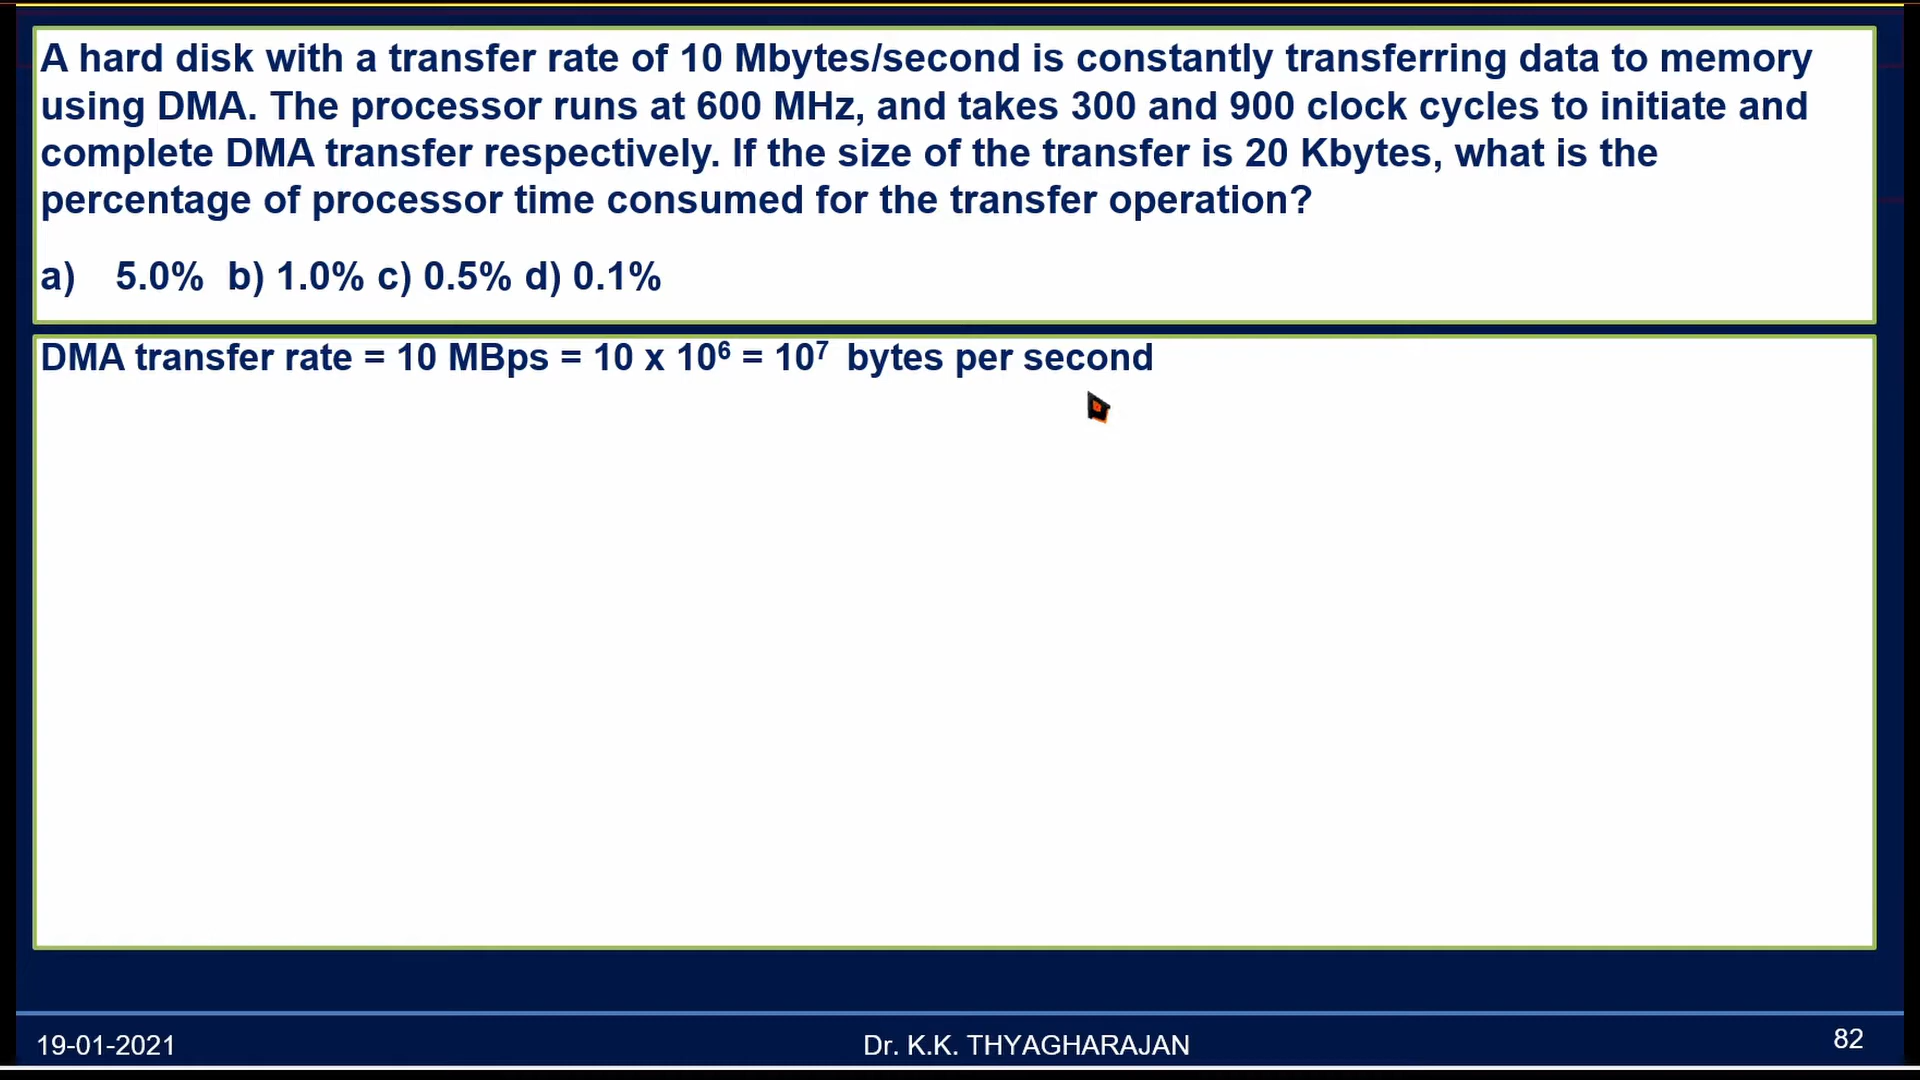 A hard disk with a transfer rate of 10 Mbytes/second is constantly transferring data to memory
using DMA. The processor runs at 600 MHz, and takes 300 and 900 clock cycles to initiate and
complete DMA transfer respectively. If the size of the transfer is 20 Kbytes, what is the
percentage of processor time consumed for the transfer operation?
a) 5.0% b) 1.0% c) 0.5% d) 0.1%
DMA transfer rate = 10 MBps = 10 x 10⁶ = 10⁷ bytes per second
19-01-2021
Dr. K.K. THYAGHARAJAN
82